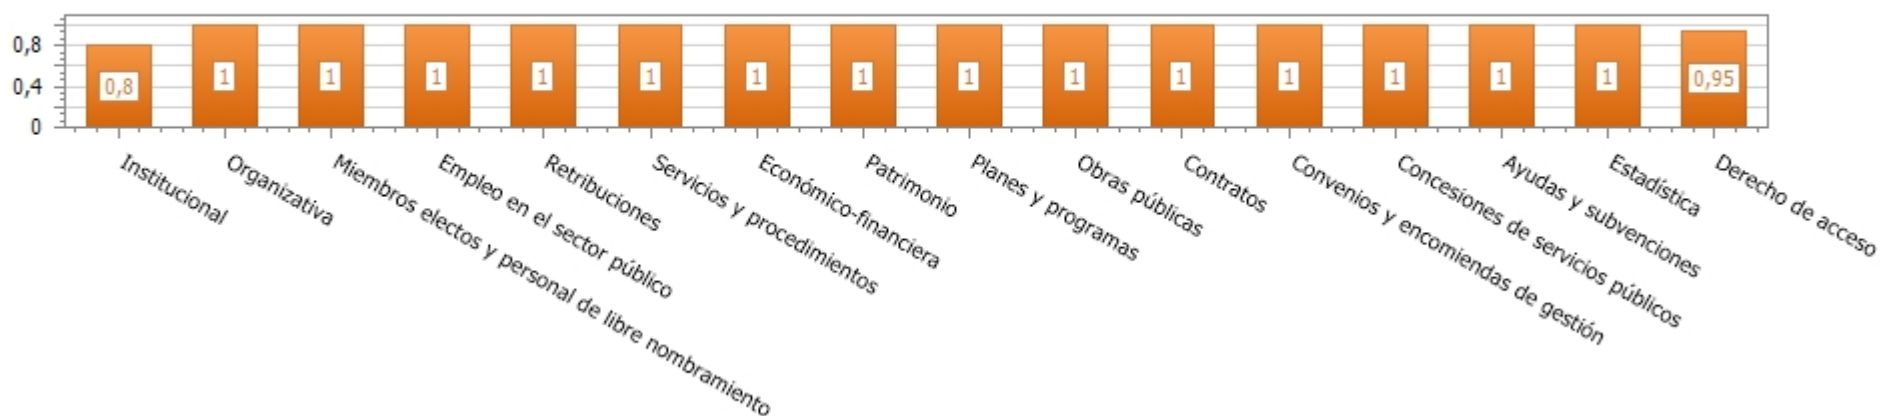 0,8
0,4
0
0,8
1
1
1
1
1
1
1
1
1
1
1
1
1
1
0,95
Institucional
Organizativa
Miembros electos y personal de libre nombramiento
Empleo en el sector público
Retribuciones
Servicios y procedimientos
Económico-financiera
Patrimonio
Planes y programas
Obras públicas
Contratos
Convenios y encomiendas de gestión
Concesiones de servicios públicos
Ayudas y subvenciones
Estadística
Derecho de acceso